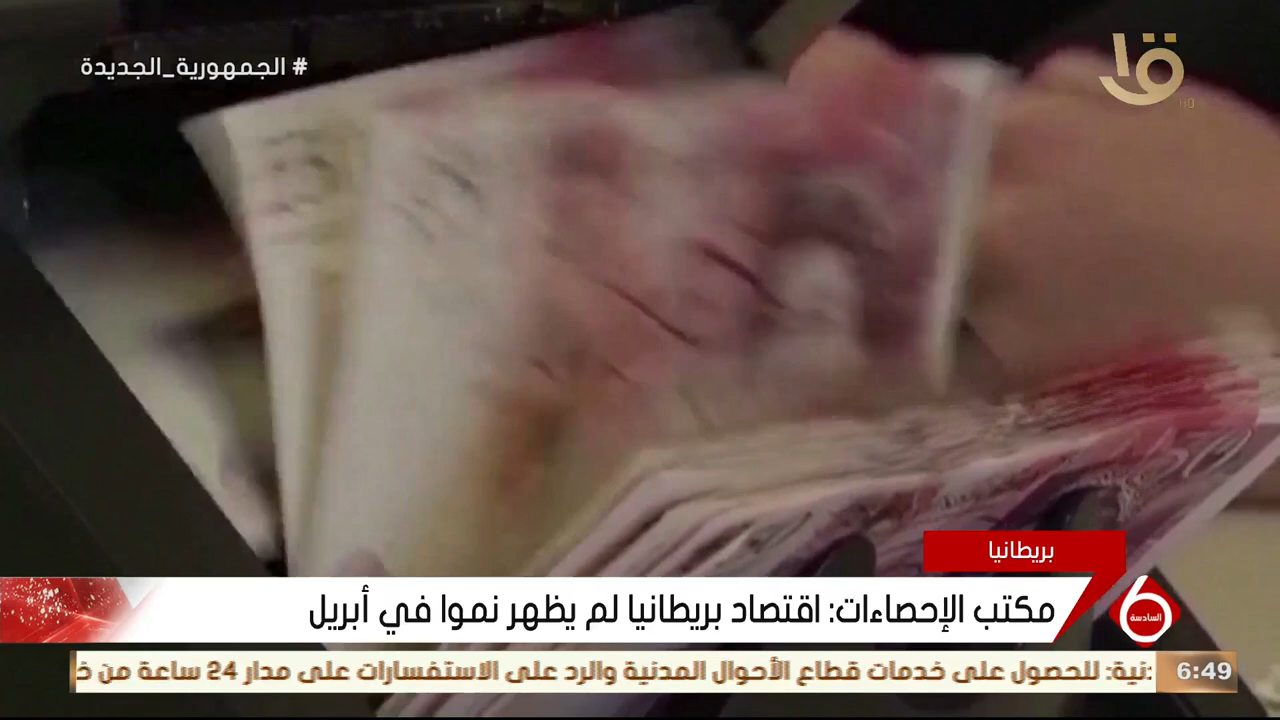 # الجمهورية_الجديدة
HD
بريطانيا
مكتب الإحصاءات: اقتصاد بريطانيا لم يظهر نموا في أبريل
السادسة
للحصول على خدمات قطاع الأحوال المدنية والرد على الاستفسارات على مدار 24 ساعة من
6:49